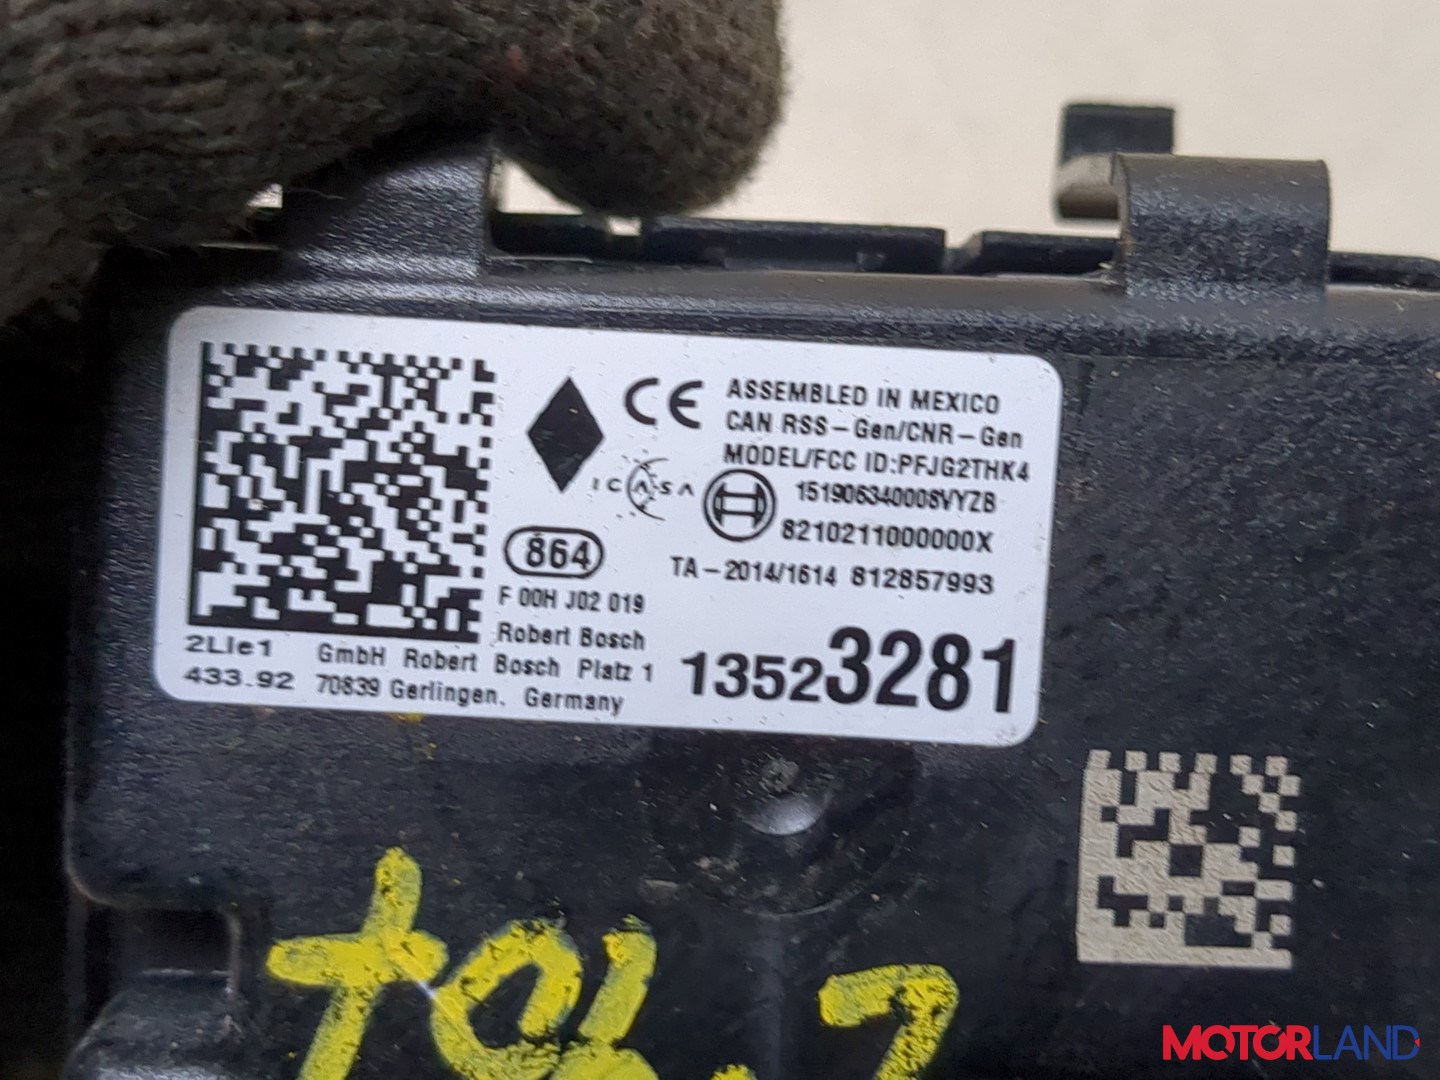 CE ASSEMBLED IN MEXICO
CAN RSS-Gen/CNR-Gen
MODEL/FCC ID:PFJG2THK4
ICASA 151906340008VYZB
8210211000000X
864 TA-2014/1614 812857993
F 00H J02 019
Robert Bosch
2LIe1 GmbH Robert Bosch Platz 1
433.92 70839 Gerlingen, Germany
13523281
MOTORLAND